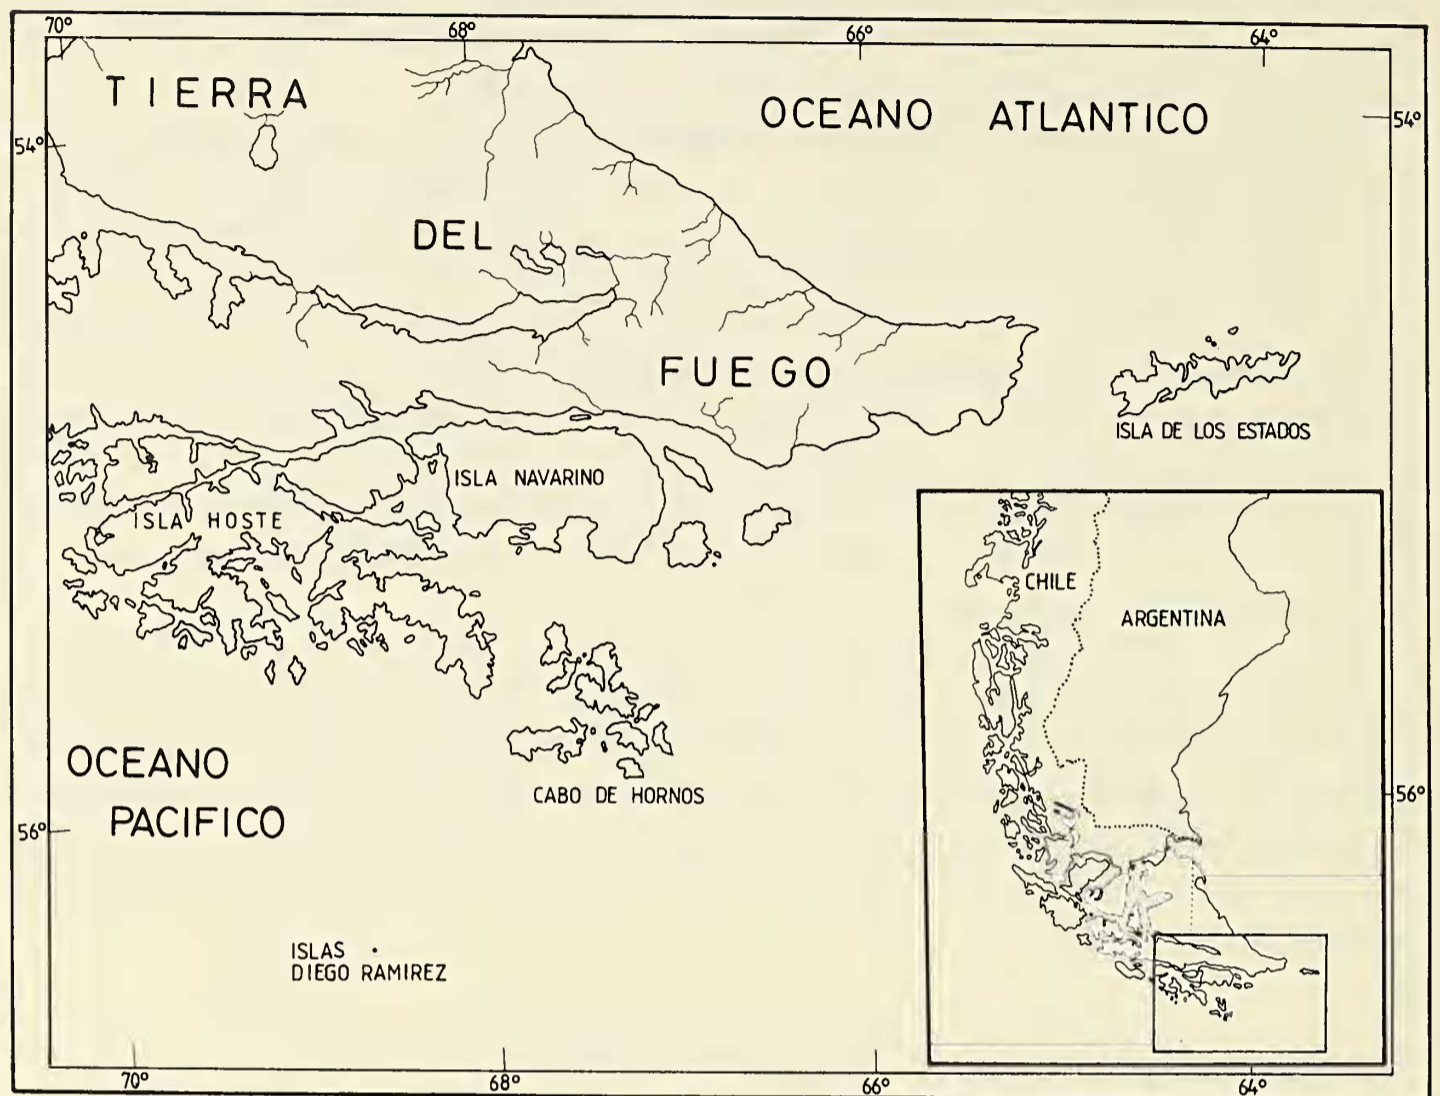 70°
68°
66°
64°
TIERRA
OCEANO ATLANTICO
54°
54°
DEL
FUEGO
ISLA DE LOS ESTADOS
ISLA NAVARINO
ISLA HOSTE
CHILE
ARGENTINA
OCEANO
PACIFICO
CABO DE HORNOS
56°
56°
ISLAS
DIEGO RAMIREZ
70°
68°
66°
64°